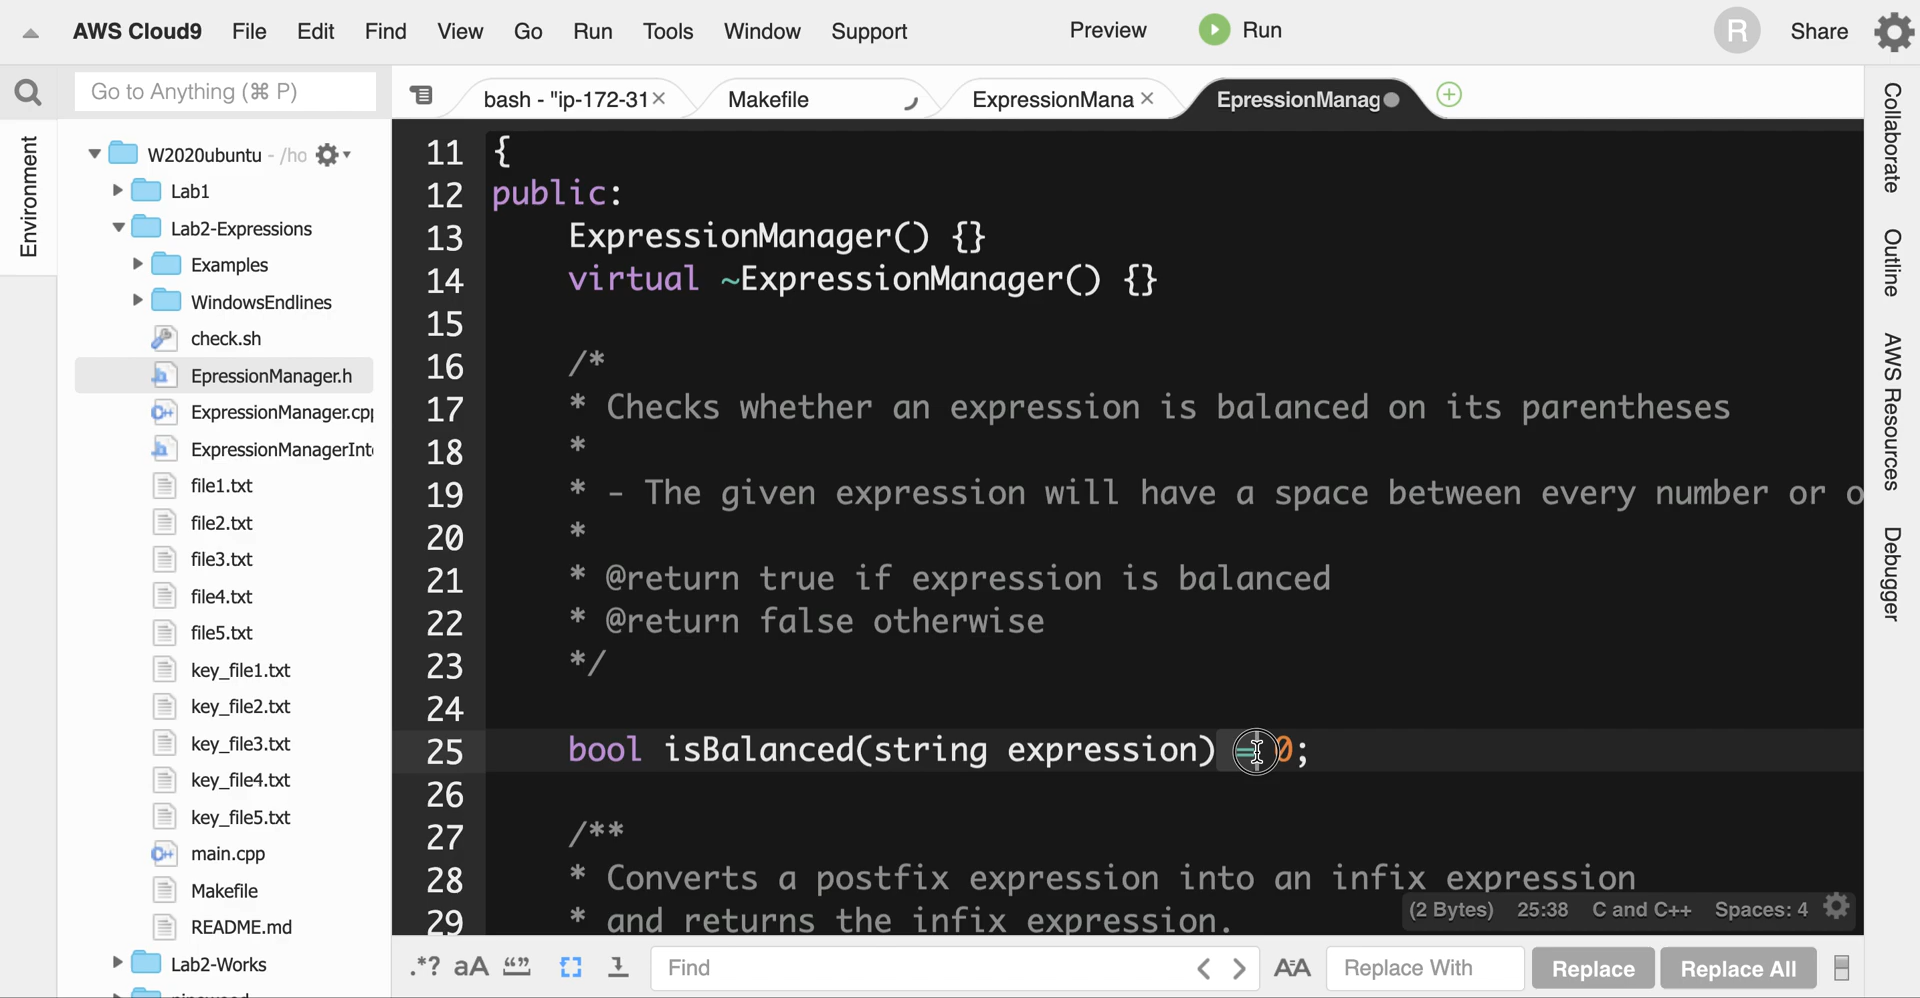 AWS Cloud9 File Edit Find View Go Run Tools Window Support Preview Run R Share
Go to Anything (⌘ P)
bash - "ip-172-31 × Makefile ExpressionMana × EpressionManag
Environment
W2020ubuntu - /ho
Lab1
Lab2-Expressions
Examples
WindowsEndlines
check.sh
EpressionManager.h
ExpressionManager.cpp
ExpressionManagerInt
file1.txt
file2.txt
file3.txt
file4.txt
file5.txt
key_file1.txt
key_file2.txt
key_file3.txt
key_file4.txt
key_file5.txt
main.cpp
Makefile
README.md
Lab2-Works
11 {
12 public:
13 ExpressionManager() {}
14 virtual ~ExpressionManager() {}
15
16 /*
17 * Checks whether an expression is balanced on its parentheses
18 *
19 * - The given expression will have a space between every number or o
20 *
21 * @return true if expression is balanced
22 * @return false otherwise
23 */
24
25 bool isBalanced(string expression) = 0;
26
27 /**
28 * Converts a postfix expression into an infix expression
29 * and returns the infix expression.
(2 Bytes) 25:38 C and C++ Spaces: 4
Collaborate
Outline
AWS Resources
Debugger
.*? aA “” Find AA Replace With Replace Replace All